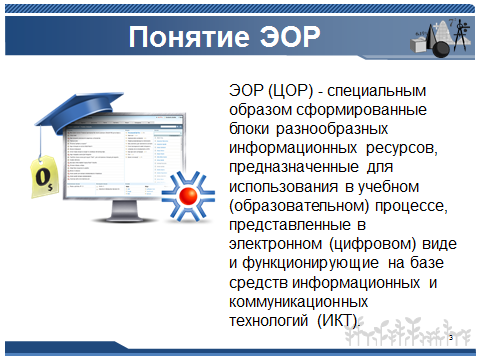 Понятие ЭОР
ЭОР (ЦОР) - специальным
образом сформированные
блоки разнообразных
информационных ресурсов,
предназначенные для
использования в учебном
(образовательном) процессе,
представленные в
электронном (цифровом) виде
и функционирующие на базе
средств информационных и
коммуникационных
технологий (ИКТ).
0$
3